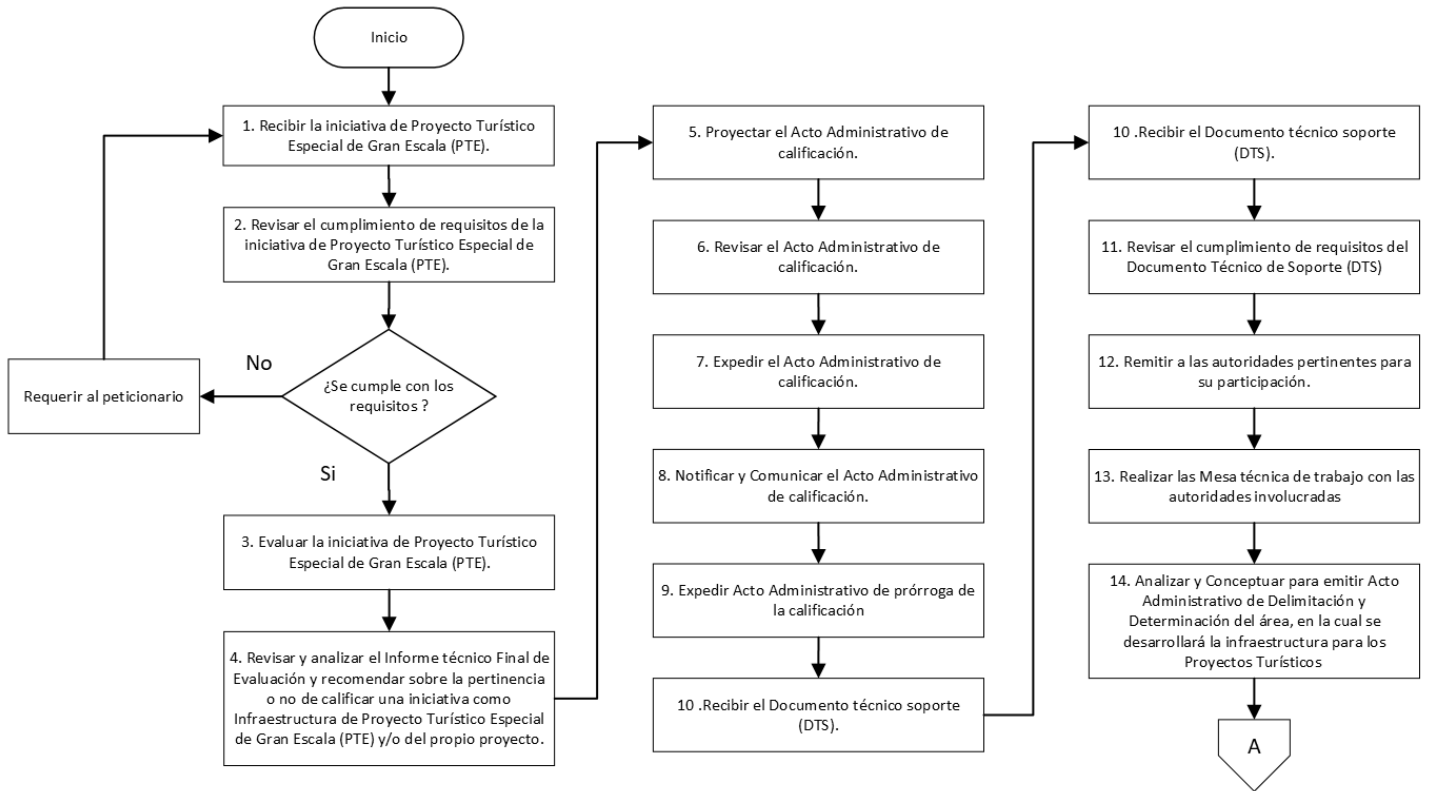 Inicio
1. Recibir la iniciativa de Proyecto Turístico
Especial de Gran Escala (PTE).
2. Revisar el cumplimiento de requisitos de la
iniciativa de Proyecto Turístico Especial de
Gran Escala (PTE).
¿Se cumple con los
requisitos ?
No
Requerir al peticionario
Si
3. Evaluar la iniciativa de Proyecto Turístico
Especial de Gran Escala (PTE).
4. Revisar y analizar el Informe técnico Final de
Evaluación y recomendar sobre la pertinencia
o no de calificar una iniciativa como
Infraestructura de Proyecto Turístico Especial
de Gran Escala (PTE) y/o del propio proyecto.
5. Proyectar el Acto Administrativo de
calificación.
6. Revisar el Acto Administrativo de
calificación.
7. Expedir el Acto Administrativo de
calificación.
8. Notificar y Comunicar el Acto Administrativo
de calificación.
9. Expedir Acto Administrativo de prórroga de
la calificación
10 .Recibir el Documento técnico soporte
(DTS).
10 .Recibir el Documento técnico soporte
(DTS).
11. Revisar el cumplimiento de requisitos del
Documento Técnico de Soporte (DTS)
12. Remitir a las autoridades pertinentes para
su participación.
13. Realizar las Mesa técnica de trabajo con las
autoridades involucradas
14. Analizar y Conceptuar para emitir Acto
Administrativo de Delimitación y
Determinación del área, en la cual se
desarrollará la infraestructura para los
Proyectos Turísticos
A